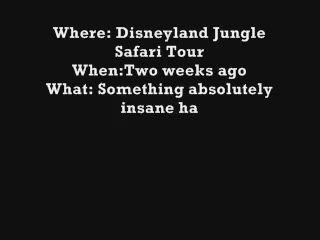 Where: Disneyland Jungle
Safari Tour
When:Two weeks ago
What: Something absolutely
insane ha